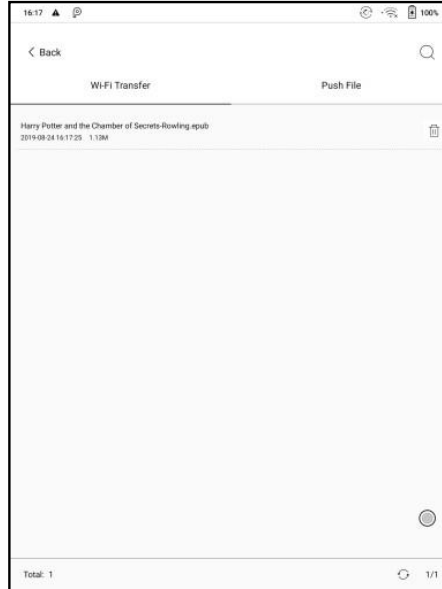 16:17 100%
Back
Wi-Fi Transfer Push File
Harry Potter and the Chamber of Secrets-Rowling.epub
2019-08-24 16:17:25 1.13M
Total: 1 1/1